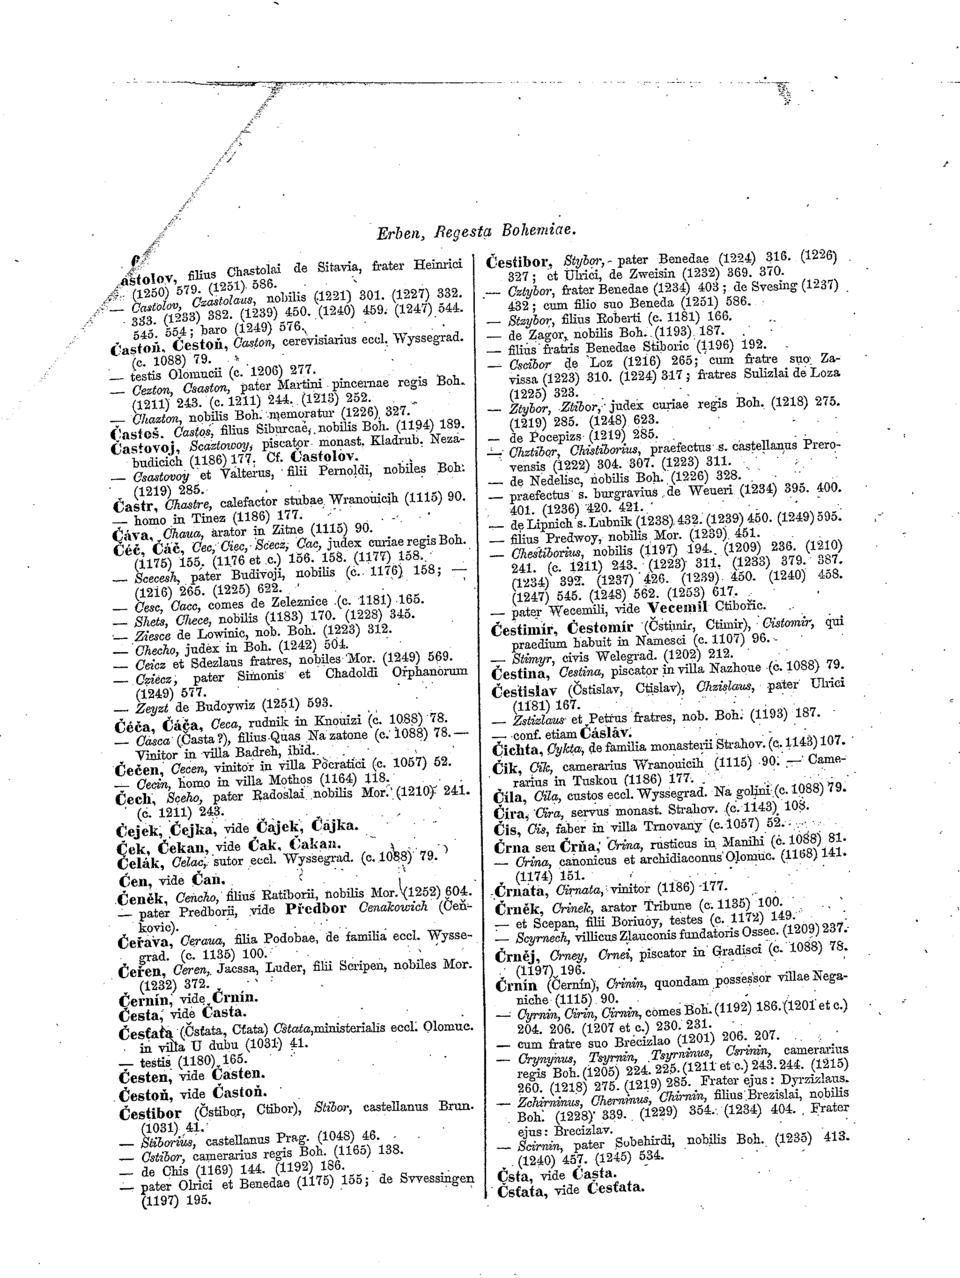 Erben, Regesta Bohemiae.
filius Chastolai de Sitavia, frater Heinrici
(1250) 579. (1251) 586.
— Castolov, Czastolaus, nobilis (1221) 301. (1227) 332.
333. (1233) 382. (1239) 450. (1240) 459. (1247) 544.
545. 554; baro (1249) 576.
Častoň, Čestoň, Caston, cerevisiarius eccl. Wyssegrad.
(c. 1088) 79.
— testis Olomucii (c. 1206) 277.
— Cezton, Csaston, pater Martini pincernae regis Boh.
(1211) 243. (c. 1211) 244. (1213) 252.
— Chazton, nobilis Boh. memoratur (1226) 327.
Častoš, Castos, filius Siburcae, nobilis Boh. (1194) 189.
Častovoj, Scaztowoy, piscator monast. Kladrub. Neza-
budicich (1186) 177. Cf. Častolov.
— Csastovoy et Valterus, filii Pernoldi, nobiles Boh.
(1219) 285.
Častr, Chastre, calefactor stubae Wranouicih (1115) 90.
— homo in Tinez (1186) 177.
Čáva, Chaua, arator in Zitne (1115) 90.
Čéč, Čáč, Cec, Ciec, Scecz, Cac, judex curiae regis Boh.
(1175) 155. (1176 et c.) 156. 158. (1177) 158.
— Scecesh, pater Budivoji, nobilis (c. 1176) 158; —
(1216) 265. (1225) 622.
— Cesc, Cacc, comes de Zeleznice (c. 1181) 165.
— Shets, Chece, nobilis (1183) 170. (1228) 345.
— Ziesce de Lowinic, nob. Boh. (1223) 312.
— Checho, judex in Boh. (1242) 504.
— Ceicz et Sdezlaus fratres, nobiles Mor. (1249) 569.
— Cziecz, pater Simonis et Chadoldi Orphanorum
(1249) 577.
— Zeyzt de Budoywiz (1251) 593.
Čéča, Čáča, Ceca, rudnik in Knouizi (c. 1088) 78.
— Casca (Časta?), filius Quas Na zatone (c. 1088) 78. —
Vinitor in villa Badreh, ibid.
Čečen, Cecen, vinitor in villa Pocratici (c. 1057) 52.
— Cecin, homo in villa Mothos (1164) 118.
Čech, Sceho, pater Radoslai nobilis Mor. (1210) 241.
(c. 1211) 243.
Čejek, Čejka, vide Čajek, Čajka.
Ček, Čekan, vide Čak, Čakan.
Čelák, Celac, sutor eccl. Wyssegrad. (c. 1088) 79.
Čen, vide Čan.
Čeněk, Cencho, filius Ratiborii, nobilis Mor. (1252) 604.
— pater Predborii, vide Předbor Cenakowich (Čeň-
kovic).
Čeřava, Ceraua, filia Podobae, de familia eccl. Wysse-
grad. (c. 1135) 100.
Čeřen, Ceren, Jacssa, Luder, filii Scripen, nobiles Mor.
(1232) 372.
Černín, vide Črnín.
Česta, vide Časta.
Čestata (Čstata, Ctata) Cstata, ministerialis eccl. Olomuc.
in villa U dubu (1031) 41.
— testis (1180) 165.
Česten, vide Časten.
Čestoň, vide Častoň.
Čestibor (Čstibor, Ctibor), Stibor, castellanus Brun.
(1031) 41.
— Stiborius, castellanus Prag. (1048) 46.
— Cstibor, camerarius regis Boh. (1165) 138.
— de Chis (1169) 144. (1192) 186.
— pater Olrici et Benedae (1175) 155; de Svvessingen
(1197) 195.
Čestibor, Stybor, pater Benedae (1224) 316. (1226)
327; et Ulrici, de Zweisin (1232) 369. 370.
— Cztybor, frater Benedae (1234) 403; de Svesing (1237)
432; cum filio suo Beneda (1251) 586.
— Stzybor, filius Roberti (c. 1181) 166.
— de Zagor, nobilis Boh. (1193) 187.
— filius fratris Benedae Stiboric (1196) 192.
— Cscibor de Loz (1216) 265; cum fratre suo Za-
vissa (1223) 310. (1224) 317; fratres Sulizlai de Loza
(1225) 323.
— Ztybor, Ztibor, judex curiae regis Boh. (1218) 275.
(1219) 285. (1248) 623.
— de Pocepizs (1219) 285.
— Chztibor, Chistiborius, praefectus s. castellanus Prero-
vensis (1222) 304. 307. (1223) 311.
— de Nedelisc, nobilis Boh. (1226) 328.
— praefectus s. burgravius de Weueri (1234) 395. 400.
401. (1236) 420. 421.
— de Lipnich s. Lubnik (1238) 432. (1239) 450. (1249) 595.
— filius Predwoy, nobilis Mor. (1239) 451.
— Chestiborius, nobilis (1197) 194. (1209) 236. (1210)
241. (c. 1211) 243. (1223) 311. (1233) 379. 387.
(1234) 392. (1237) 426. (1239) 450. (1240) 458.
(1247) 545. (1248) 562. (1253) 617.
— pater Wecemili, vide Vecemil Ctibořic.
Čestimír, Čestomír (Čstimír, Ctimír), Cistomir, qui
praedium habuit in Namesci (c. 1107) 96.
— Stimyr, civis Welegrad. (1202) 212.
Čestina, Cestina, piscator in villa Nazhoue (c. 1088) 79.
Čestislav (Čstislav, Ctislav), Chzislaus, pater Ulrici
(1181) 167.
— Zstizlaus et Petrus fratres, nob. Boh. (1193) 187.
— conf. etiam Čáslav.
Čichta, Cykta, de familia monasterii Strahov. (c. 1143) 107.
Čik, Cik, camerarius Wranouicih (1115) 90. — Came-
rarius in Tuskou (1186) 177.
Číla, Cila, custos eccl. Wyssegrad. Na golini (c. 1088) 79.
Čira, Cira, servus monast. Strahov. (c. 1143) 108.
Čis, Cis, faber in villa Trnovany (c. 1057) 52.
Črna seu Črňa, Crina, rusticus in Manihi (c. 1088) 81.
— Crina, canonicus et archidiaconus Olomuc. (1168) 141.
(1174) 151.
Črnata, Cirnata, vinitor (1186) 177.
Črněk, Crinek, arator Tribune (c. 1135) 100.
— et Scepan, filii Boriuoy, testes (c. 1172) 149.
— Scyrnech, villicus Zlauconis fundatoris Ossec. (1209) 237.
Črněj, Crney, Crnei, piscator in Gradisci (c. 1088) 78.
(1197) 196.
Črnín (Černín), Crinin, quondam possessor villae Nega-
niche (1115) 90.
— Cyrnin, Cirin, Cirnin, comes Boh. (1192) 186. (1201 et c.)
204. 206. (1207 et c.) 230. 231.
— cum fratre suo Brecizlao (1201) 206. 207.
— Crynynus, Tsyrnin, Tsyrninus, Csrinin, camerarius
regis Boh. (1205) 224. 225. (1211 et c.) 243. 244. (1215)
260. (1218) 275. (1219) 285. Frater ejus: Dyrzizlaus.
— Zchirninus, Cherninus, Chirnin, filius Brezislai, nobilis
Boh. (1228) 339. (1229) 354. (1234) 404. Frater
ejus: Brecizlav.
— Scirnin, pater Sobehirdi, nobilis Boh. (1235) 413.
(1240) 457. (1245) 534.
Čsta, vide Časta.
Čstata, vide Čestata.